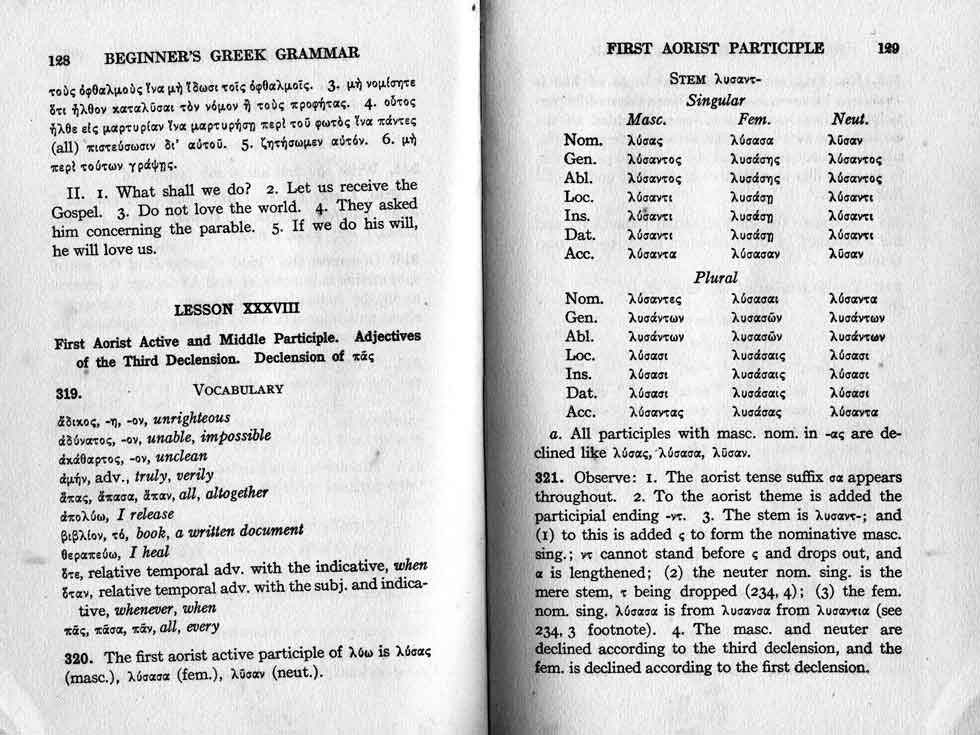 128 BEGINNER'S GREEK GRAMMAR
τοὺς ὀφθαλμοὺς ἵνα μὴ ἴδωσι τοῖς ὀφθαλμοῖς. 3. μὴ νομίσητε
ὅτι ἦλθον καταλῦσαι τὸν νόμον ἢ τοὺς προφήτας. 4. οὗτος
ἦλθε εἰς μαρτυρίαν ἵνα μαρτυρήσῃ περὶ τοῦ φωτὸς ἵνα πάντες
(all) πιστεύσωσιν δι' αὐτοῦ. 5. ζητήσωμεν αὐτόν. 6. μὴ
περὶ τούτων γράψῃς.
II. 1. What shall we do? 2. Let us receive the
Gospel. 3. Do not love the world. 4. They asked
him concerning the parable. 5. If we do his will,
he will love us.
LESSON XXXVIII
First Aorist Active and Middle Participle. Adjectives
of the Third Declension. Declension of πᾶς
319. VOCABULARY
ἄδικος, -η, -ον, unrighteous
ἀδύνατος, -ον, unable, impossible
ἀκάθαρτος, -ον, unclean
ἀμήν, adv., truly, verily
ἅπας, ἅπασα, ἅπαν, all, altogether
ἀπολύω, I release
βιβλίον, τό, book, a written document
θεραπεύω, I heal
ὅτε, relative temporal adv. with the indicative, when
ὅταν, relative temporal adv. with the subj. and indica-
tive, whenever, when
πᾶς, πᾶσα, πᾶν, all, every
320. The first aorist active participle of λύω is λύσας
(masc.), λύσασα (fem.), λῦσαν (neut.).
FIRST AORIST PARTICIPLE 129
STEM λυσαντ-
Singular
Masc. Fem. Neut.
Nom. λύσας λύσασα λῦσαν
Gen. λύσαντος λυσάσης λύσαντος
Abl. λύσαντος λυσάσης λύσαντος
Loc. λύσαντι λυσάσῃ λύσαντι
Ins. λύσαντι λυσάσῃ λύσαντι
Dat. λύσαντι λυσάσῃ λύσαντι
Acc. λύσαντα λύσασαν λῦσαν
Plural
Nom. λύσαντες λύσασαι λύσαντα
Gen. λυσάντων λυσασῶν λυσάντων
Abl. λυσάντων λυσασῶν λυσάντων
Loc. λύσασι λυσάσαις λύσασι
Ins. λύσασι λυσάσαις λύσασι
Dat. λύσασι λυσάσαις λύσασι
Acc. λύσαντας λυσάσας λύσαντα
a. All participles with masc. nom. in -ας are de-
clined like λύσας, λύσασα, λῦσαν.
321. Observe: 1. The aorist tense suffix σα appears
throughout. 2. To the aorist theme is added the
participial ending -ντ. 3. The stem is λυσαντ-; and
(1) to this is added ς to form the nominative masc.
sing.; ντ cannot stand before ς and drops out, and
α is lengthened; (2) the neuter nom. sing. is the
mere stem, τ being dropped (234, 4); (3) the fem.
nom. sing. λύσασα is from λυσανσα from λυσαντια (see
234, 3 footnote). 4. The masc. and neuter are
declined according to the third declension, and the
fem. is declined according to the first declension.